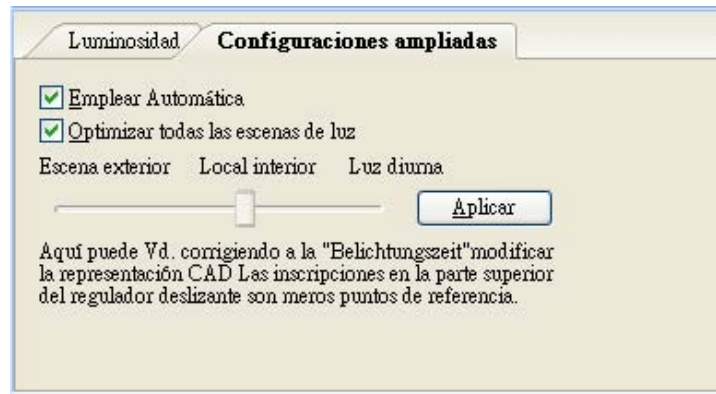 Luminosidad Configuraciones ampliadas
Emplear Automática
Optimizar todas las escenas de luz
Escena exterior Local interior Luz diurna
Aplicar
Aquí puede Vd. corrigiendo a la "Belichtungszeit"modificar
la representación CAD Las inscripciones en la parte superior
del regulador deslizante son meros puntos de referencia.